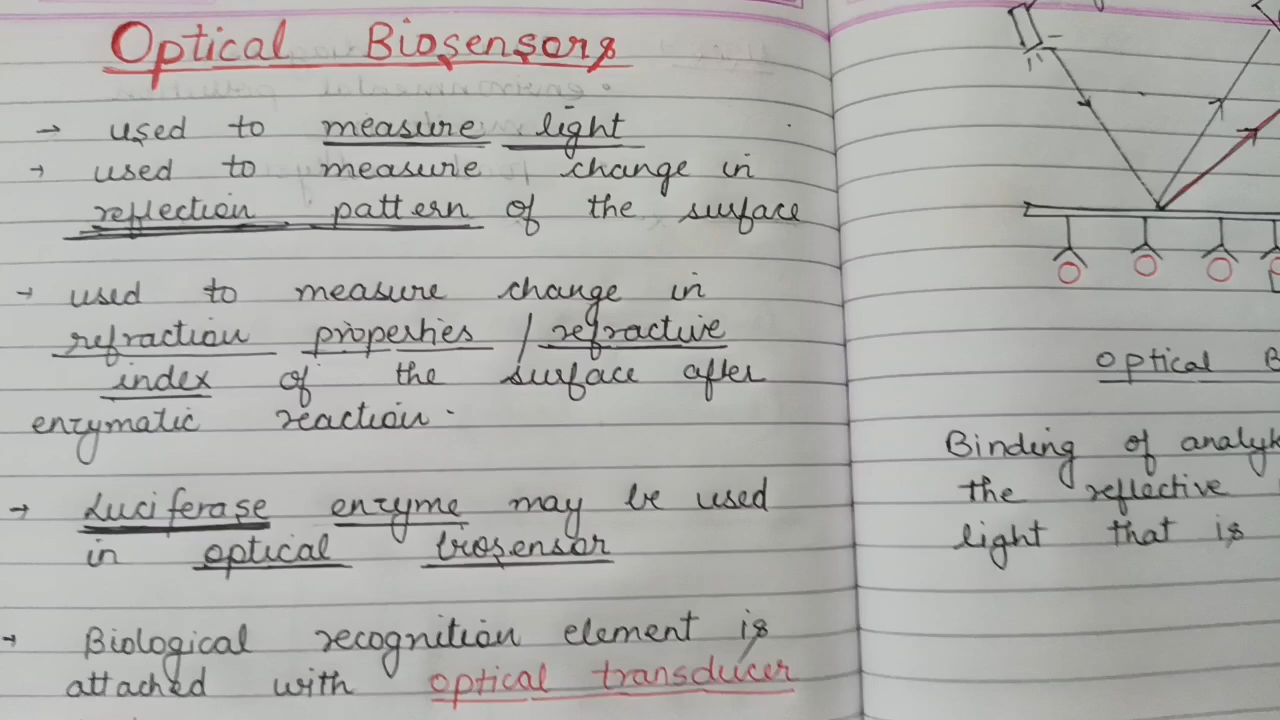 Optical Biosensors
→ used to measure light
→ used to measure change in
reflection pattern of the surface
→ used to measure change in
refraction properties / refractive
index of the surface after
enzymatic reaction.
→ Luciferase enzyme may be used
in optical biosensor
→ Biological recognition element is
attached with optical transducer
optical B
Binding of analyt
the reflective
light that is